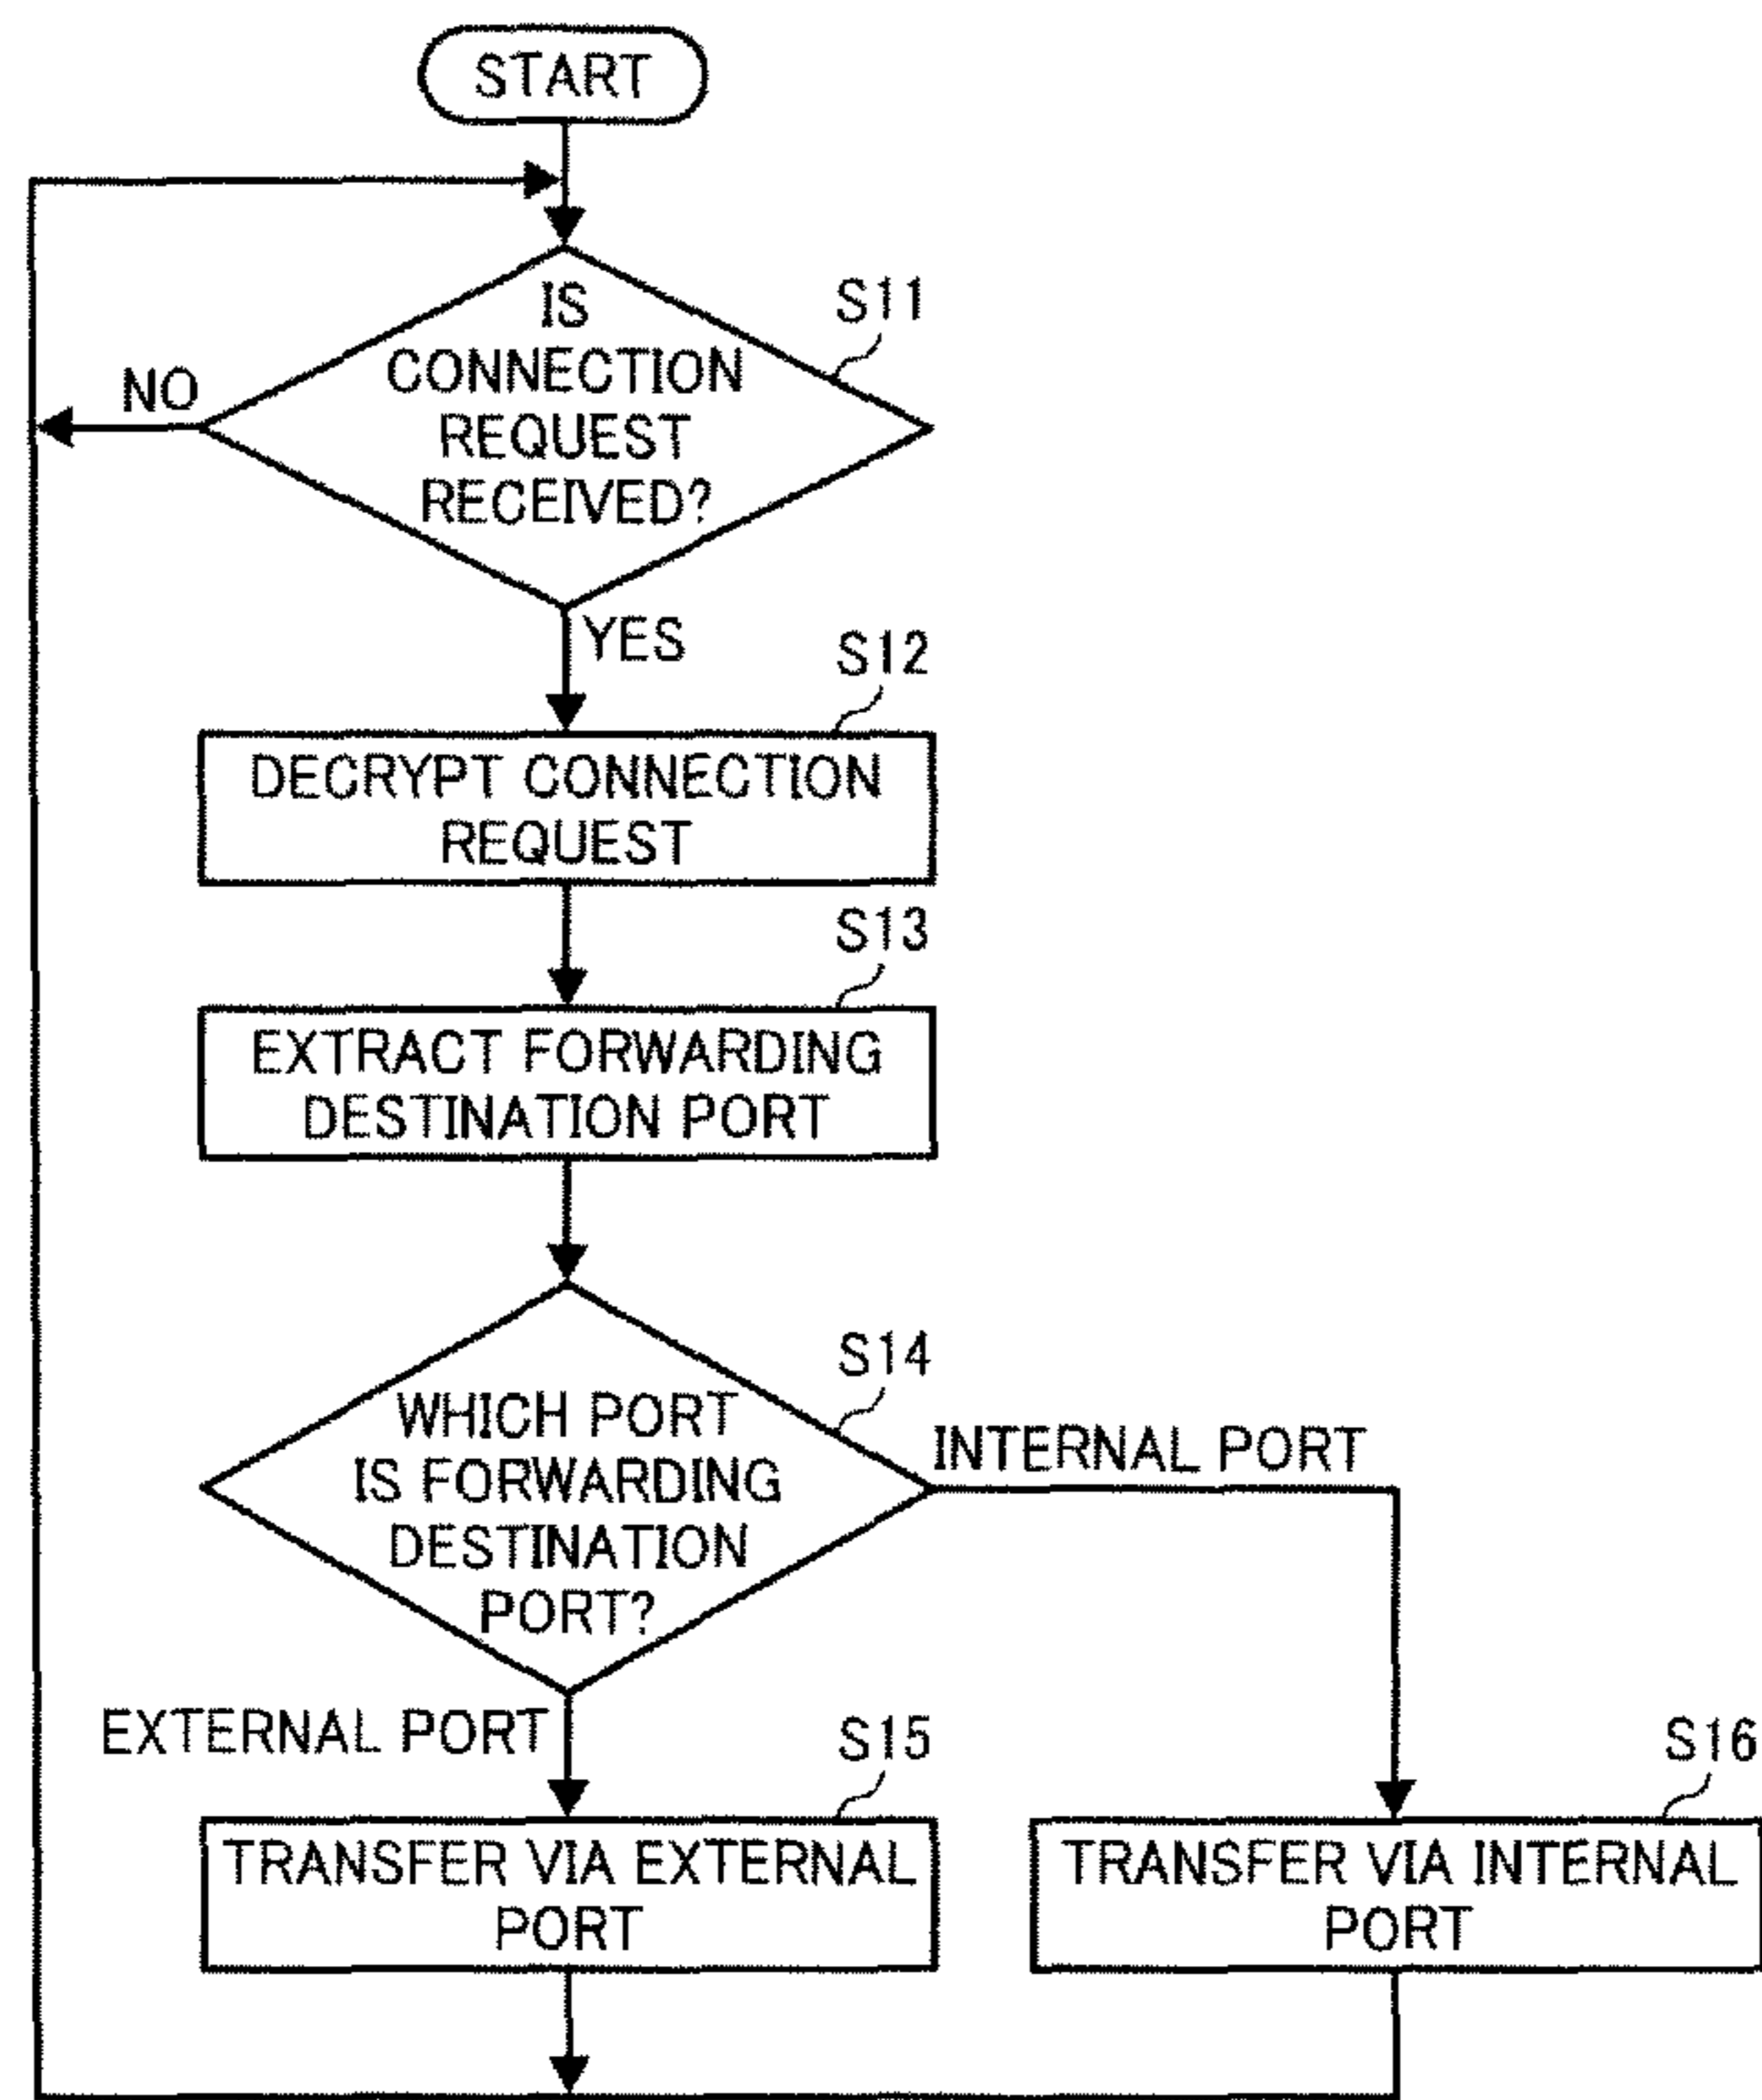 START
IS
CONNECTION
REQUEST
RECEIVED?
S11
NO
YES
S12
DECRYPT CONNECTION
REQUEST
S13
EXTRACT FORWARDING
DESTINATION PORT
S14
WHICH PORT
IS FORWARDING
DESTINATION
PORT?
INTERNAL PORT
EXTERNAL PORT
S15
TRANSFER VIA EXTERNAL
PORT
S16
TRANSFER VIA INTERNAL
PORT